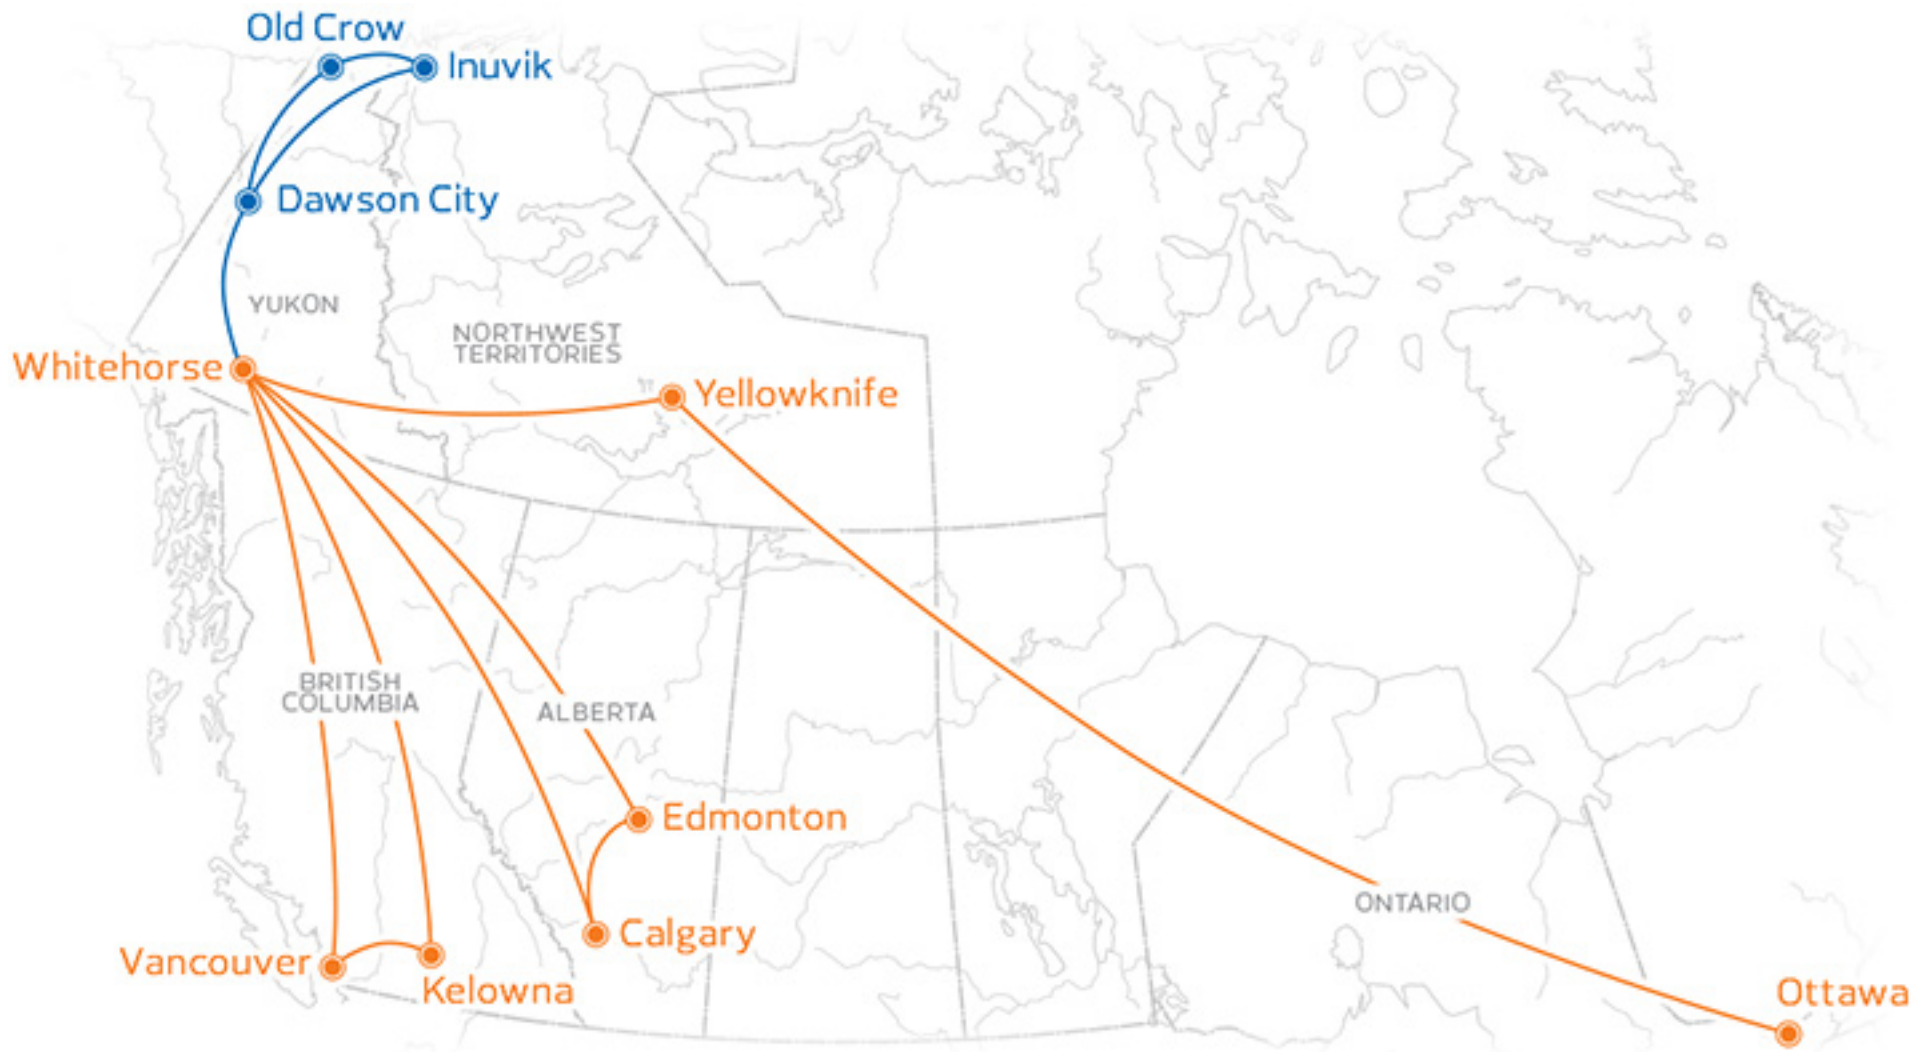 Old Crow
Inuvik
Dawson City
YUKON
NORTHWEST
TERRITORIES
Whitehorse
Yellowknife
BRITISH
COLUMBIA
ALBERTA
Edmonton
ONTARIO
Calgary
Vancouver
Kelowna
Ottawa